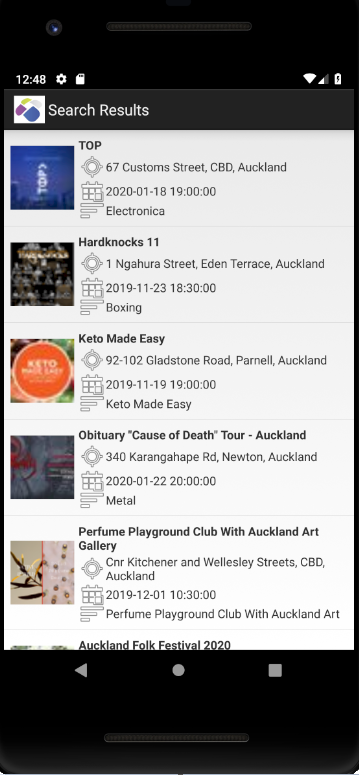 12:48
Search Results
TOP
67 Customs Street, CBD, Auckland
2020-01-18 19:00:00
Electronica
Hardknocks 11
1 Ngahura Street, Eden Terrace, Auckland
2019-11-23 18:30:00
Boxing
KETO
MADE EASY
Keto Made Easy
92-102 Gladstone Road, Parnell, Auckland
2019-11-19 19:00:00
Keto Made Easy
Obituary "Cause of Death" Tour - Auckland
340 Karangahape Rd, Newton, Auckland
2020-01-22 20:00:00
Metal
Perfume Playground Club With Auckland Art
Gallery
Cnr Kitchener and Wellesley Streets, CBD,
Auckland
2019-12-01 10:30:00
Perfume Playground Club With Auckland Art
Auckland Folk Festival 2020